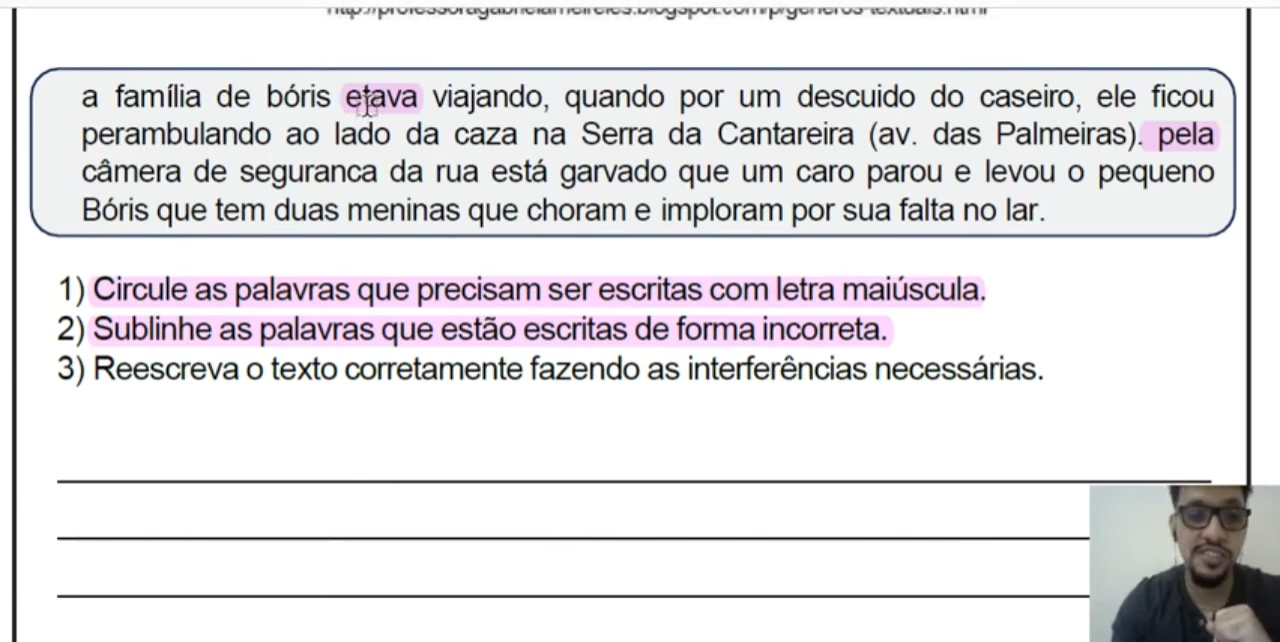 a família de bóris etava viajando, quando por um descuido do caseiro, ele ficou
perambulando ao lado da caza na Serra da Cantareira (av. das Palmeiras). pela
câmera de seguranca da rua está garvado que um caro parou e levou o pequeno
Bóris que tem duas meninas que choram e imploram por sua falta no lar.
1) Circule as palavras que precisam ser escritas com letra maiúscula.
2) Sublinhe as palavras que estão escritas de forma incorreta.
3) Reescreva o texto corretamente fazendo as interferências necessárias.